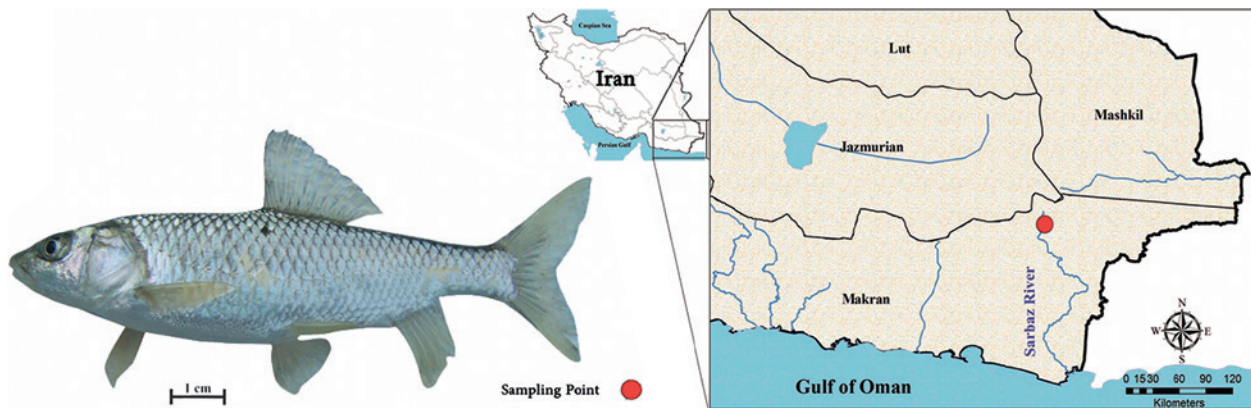 Caspian Sea
Iran
Persian Gulf
1 cm
Sampling Point
Lut
Mashkil
Jazmurian
Makran
Sarbaz River
Gulf of Oman
N
W E
S
0 15 30 60 90 120
Kilometers